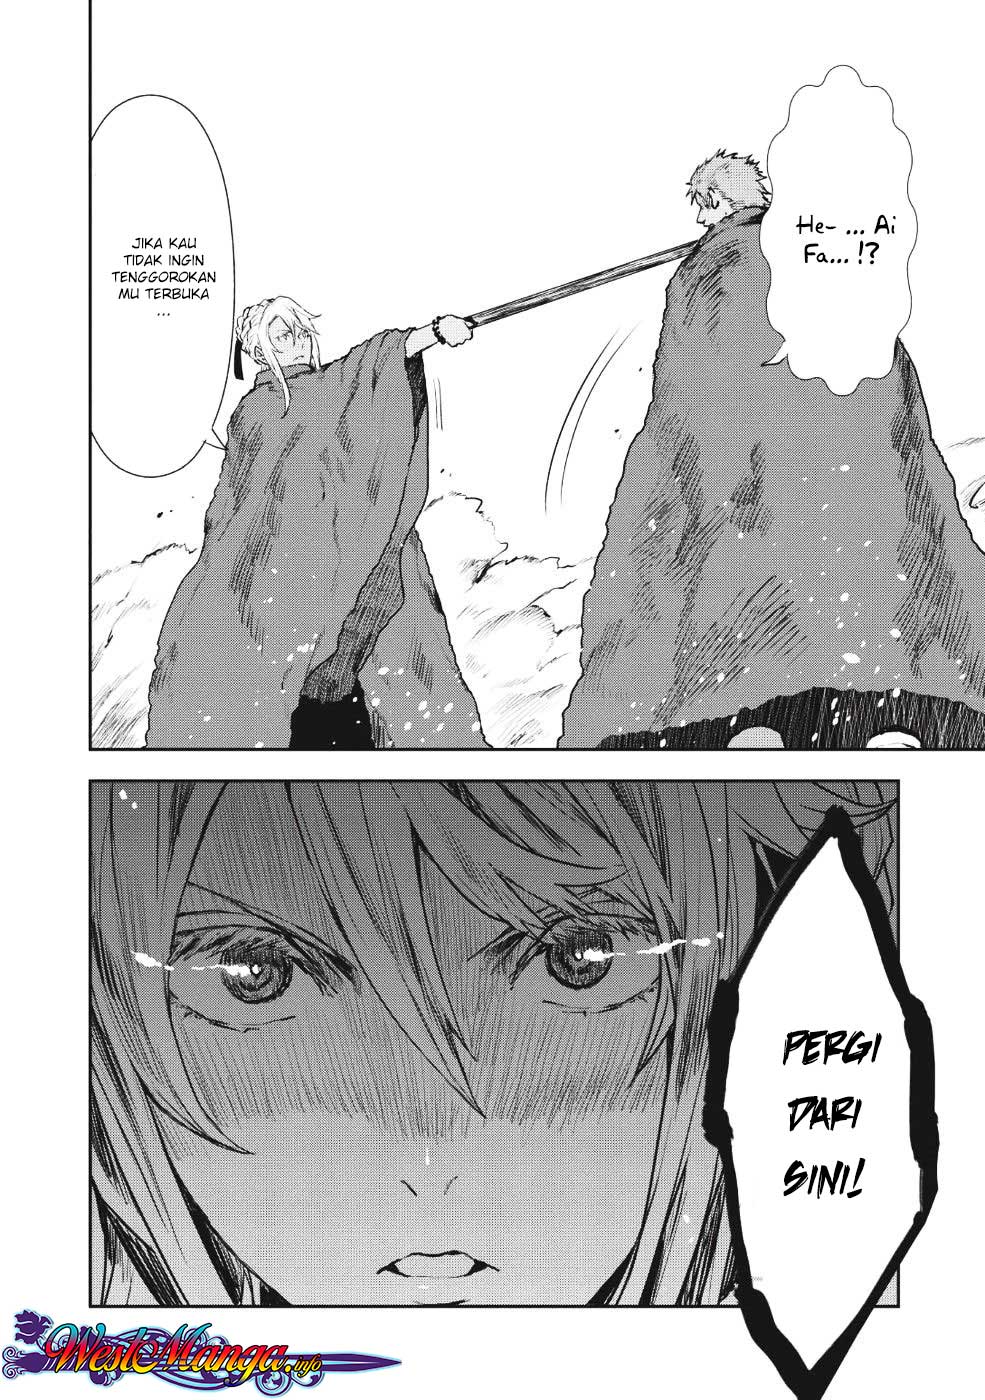 He- ... Ai
Fa... !?
JIKA KAU
TIDAK INGIN
TENGGOROKAN
MU TERBUKA
...
PERGI
DARI
SINI!
WestManga.info